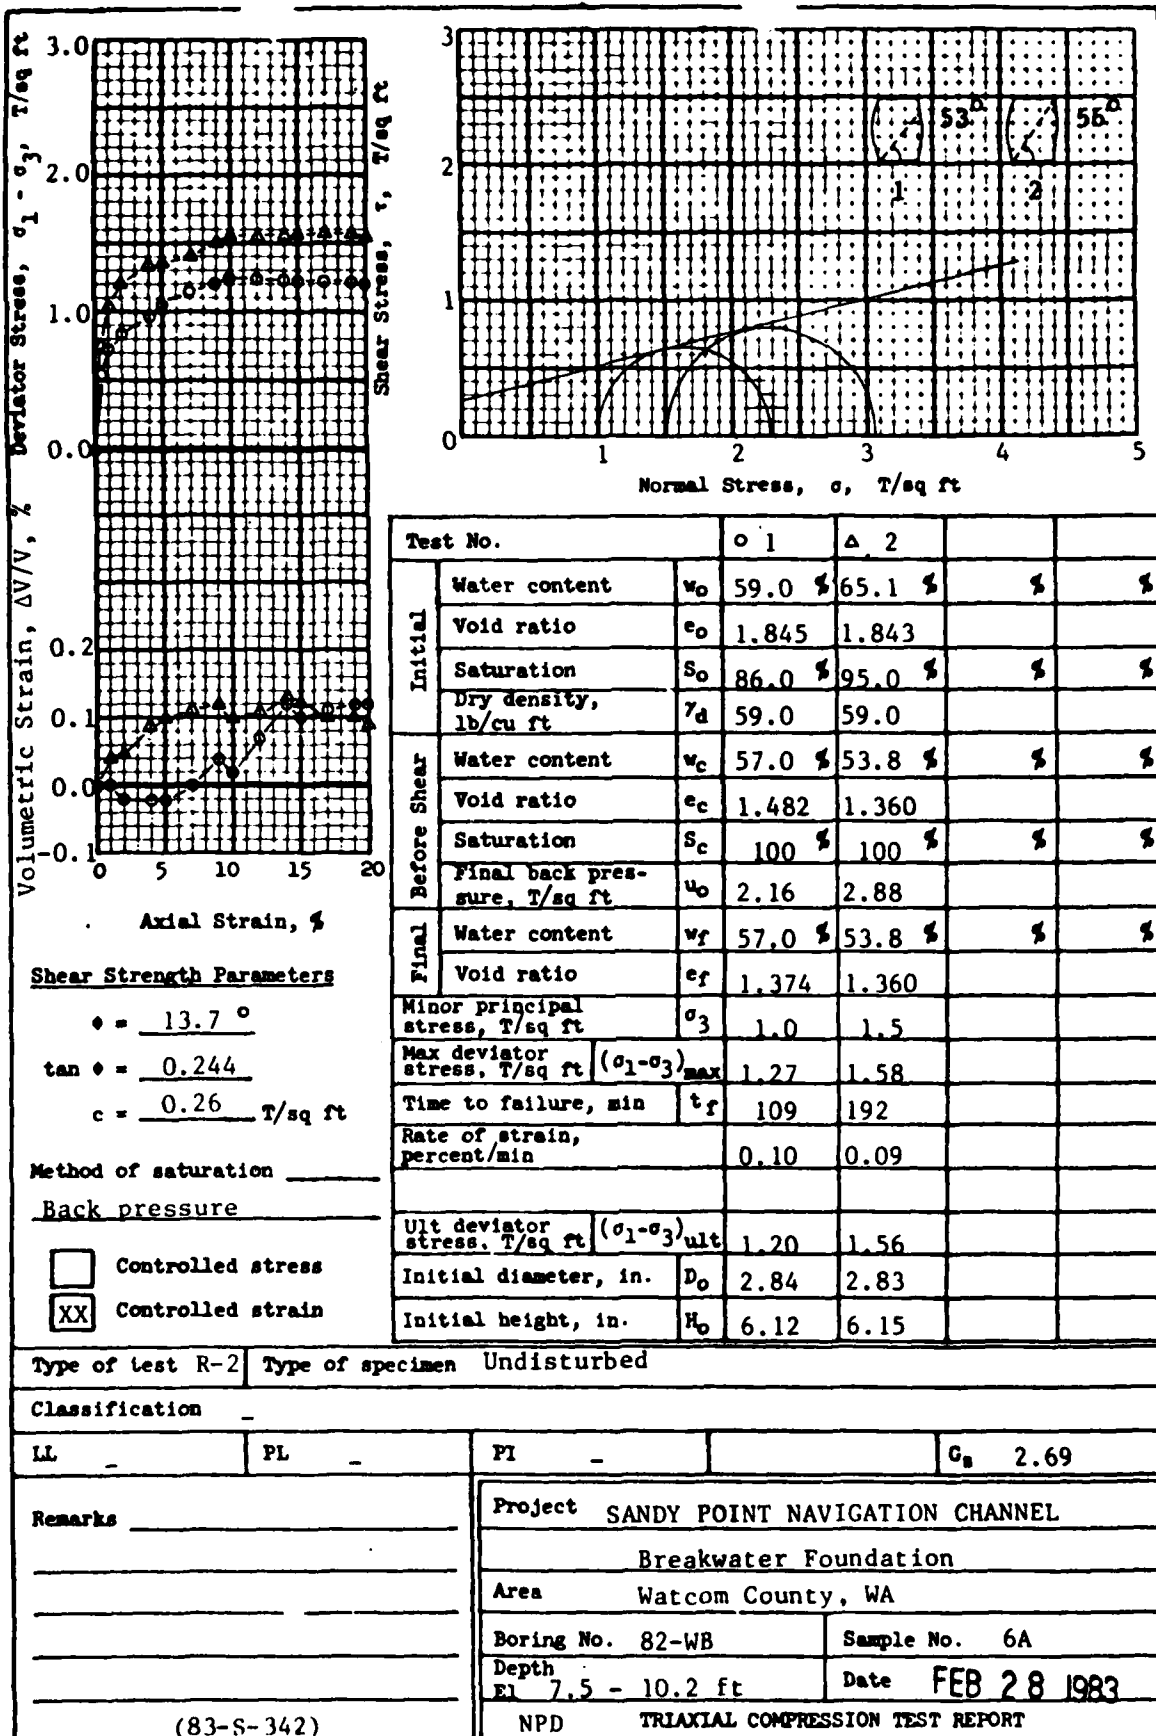 Deviator Stress, σ1 - σ3, T/sq ft
3.0
2.0
1.0
0.0
Volumetric Strain, ΔV/V, %
0.2
0.1
0.0
-0.1
0 5 10 15 20
Axial Strain, %
Shear Stress, τ, T/sq ft
3
2
1
0
53°
56°
1 2
1 2 3 4 5
Normal Stress, σ, T/sq ft
Shear Strength Parameters
φ = 13.7 °
tan φ = 0.244
c = 0.26 T/sq ft
Method of saturation
Back pressure
Controlled stress
XX Controlled strain
Test No. ○ 1 △ 2
Initial
Water content wo 59.0 % 65.1 % % %
Void ratio eo 1.845 1.843
Saturation So 86.0 % 95.0 % % %
Dry density, lb/cu ft γd 59.0 59.0
Before Shear
Water content wc 57.0 % 53.8 % % %
Void ratio ec 1.482 1.360
Saturation Sc 100 % 100 % % %
Final back pres-
sure, T/sq ft uo 2.16 2.88
Final
Water content wf 57.0 % 53.8 % % %
Void ratio ef 1.374 1.360
Minor principal
stress, T/sq ft σ3 1.0 1.5
Max deviator
stress, T/sq ft (σ1-σ3)max 1.27 1.58
Time to failure, min tf 109 192
Rate of strain,
percent/min 0.10 0.09
Ult deviator
stress, T/sq ft (σ1-σ3)ult 1.20 1.56
Initial diameter, in. Do 2.84 2.83
Initial height, in. Ho 6.12 6.15
Type of test R-2 Type of specimen Undisturbed
Classification -
LL - PL - PI - Gs 2.69
Remarks
(83-S-342)
Project SANDY POINT NAVIGATION CHANNEL
Breakwater Foundation
Area Watcom County, WA
Boring No. 82-WB Sample No. 6A
Depth
El 7.5 - 10.2 ft Date FEB 28 1983
NPD TRIAXIAL COMPRESSION TEST REPORT